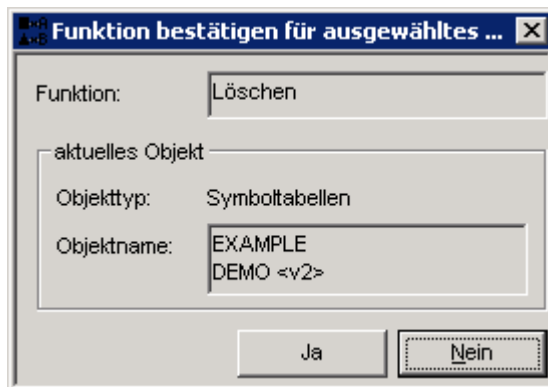 Funktion bestätigen für ausgewähltes ...
Funktion: Löschen
aktuelles Objekt
Objekttyp: Symboltabellen
Objektname: EXAMPLE
DEMO <v2>
Ja Nein